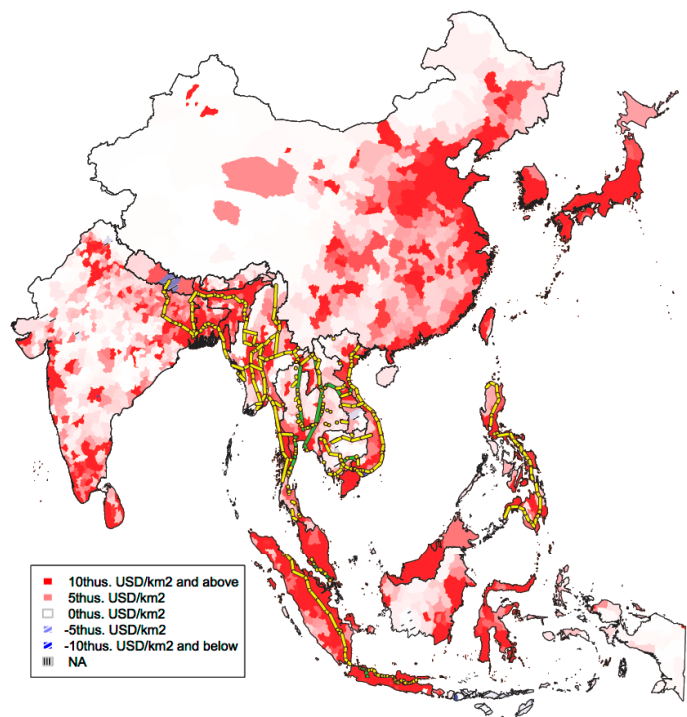 10thus. USD/km2 and above
5thus. USD/km2
0thus. USD/km2
-5thus. USD/km2
-10thus. USD/km2 and below
NA